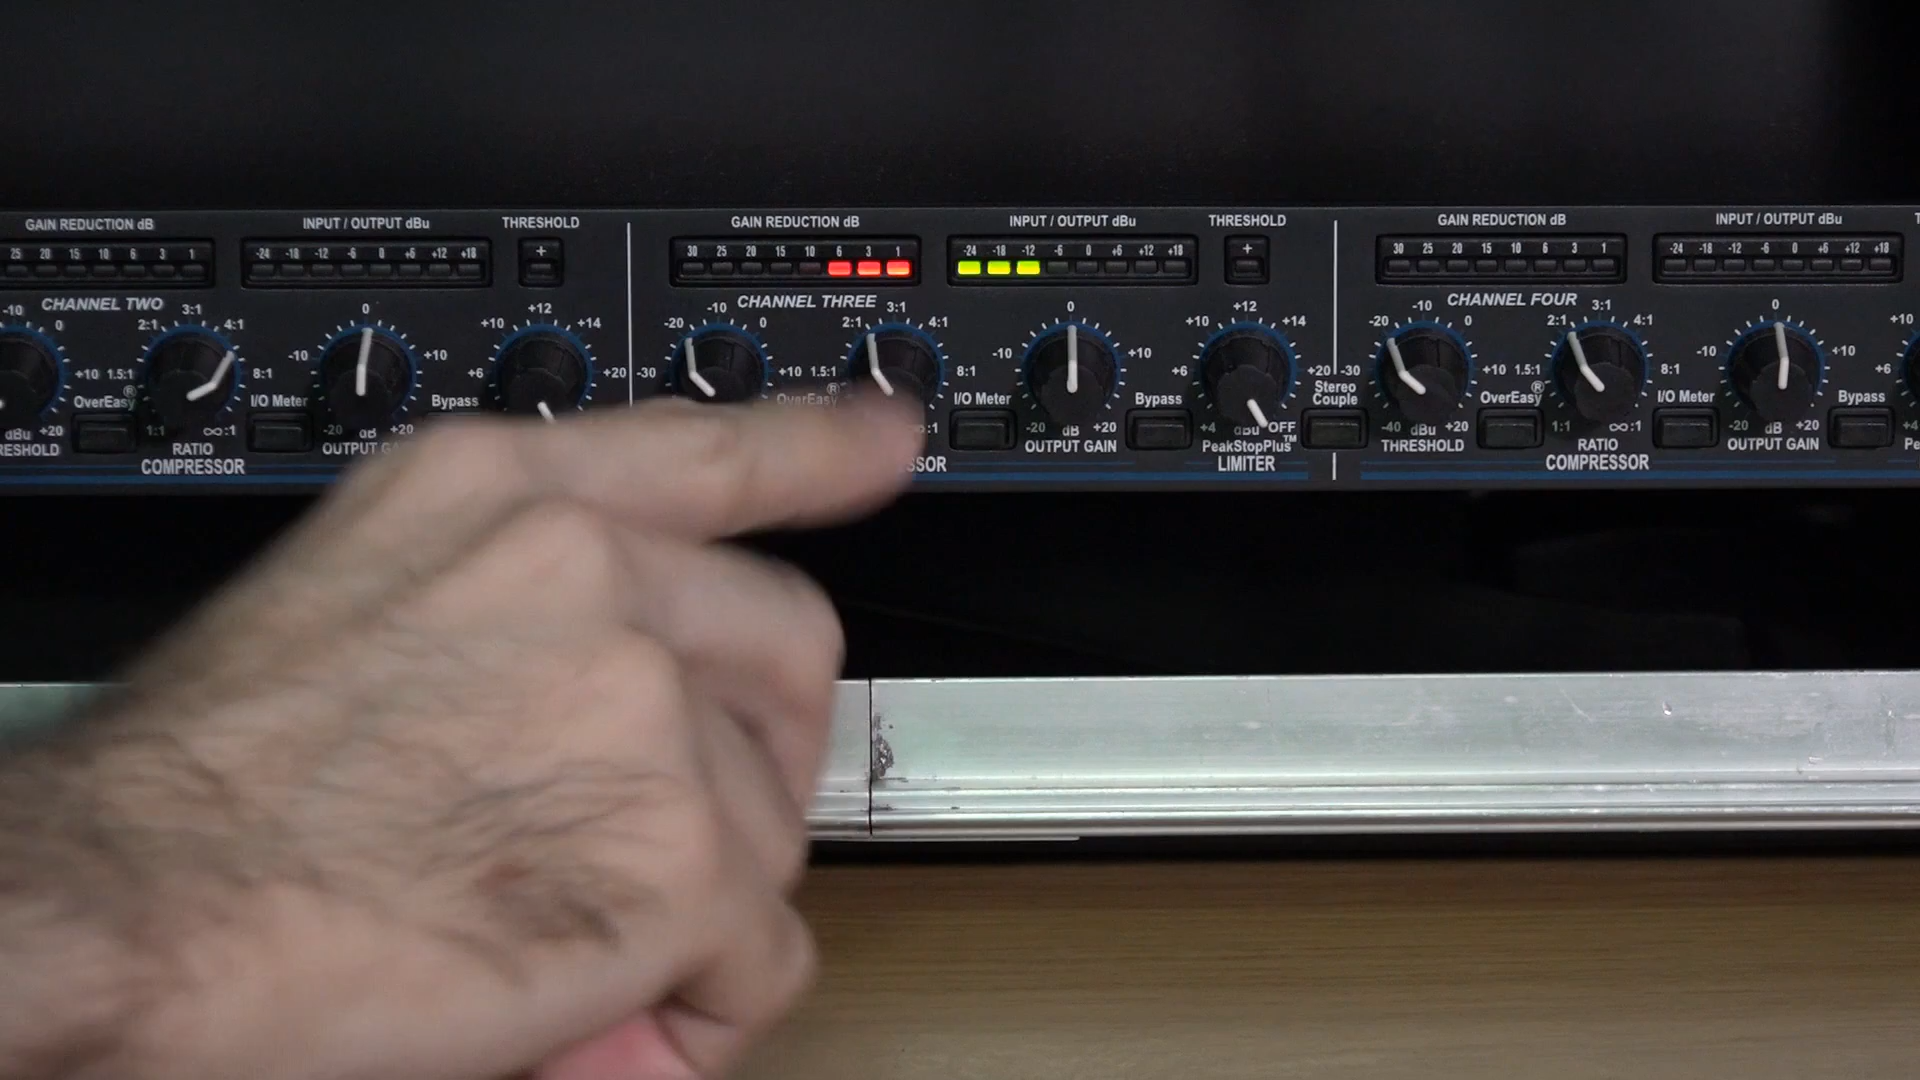 GAIN REDUCTION dB INPUT / OUTPUT dBu THRESHOLD
25 20 15 10 6 3 1 -24 -18 -12 -6 0 +6 +12 +18 +
CHANNEL TWO
-10 0 2:1 3:1 4:1 0 +10 +12 +14
+10 1.5:1 8:1 -10 +10 +6 +20
OverEasy® I/O Meter Bypass
dBu +20 1:1 ∞:1 -20 dB +20
RESHOLD RATIO OUTPUT GAIN
COMPRESSOR
GAIN REDUCTION dB INPUT / OUTPUT dBu THRESHOLD
30 25 20 15 10 6 3 1 -24 -18 -12 -6 0 +6 +12 +18 +
CHANNEL THREE
-20 -10 0 2:1 3:1 4:1 0 +10 +12 +14
-30 +10 1.5:1 8:1 -10 +10 +6 +20
OverEasy® I/O Meter Bypass Stereo Couple
∞:1 -20 dB +20 +4 dBu OFF
OUTPUT GAIN PeakStopPlus™
SSOR LIMITER
GAIN REDUCTION dB INPUT / OUTPUT dBu
30 25 20 15 10 6 3 1 -24 -18 -12 -6 0 +6 +12 +18
CHANNEL FOUR
-20 -10 0 2:1 3:1 4:1 0 +10
-30 +10 1.5:1 8:1 -10 +10 +6
OverEasy® I/O Meter Bypass
-40 dBu +20 1:1 ∞:1 -20 dB +20 +4
THRESHOLD RATIO OUTPUT GAIN Pe
COMPRESSOR